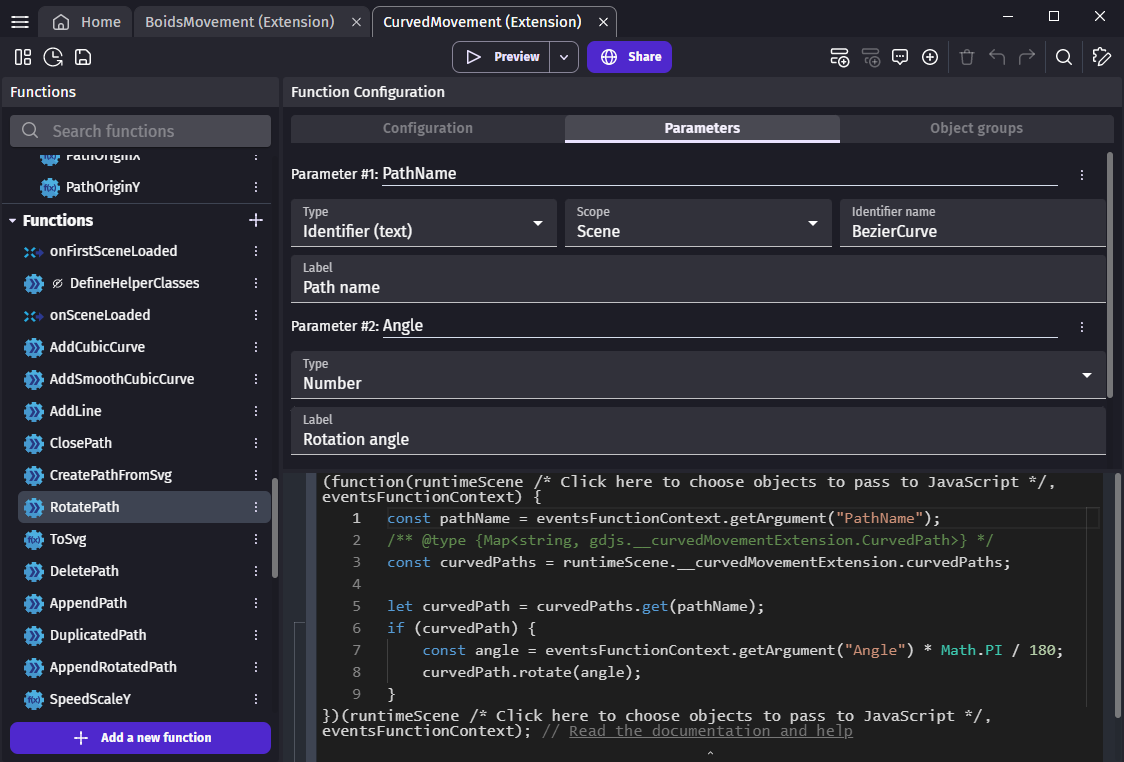 Home
BoidsMovement (Extension)
CurvedMovement (Extension)
Preview
Share
Functions
Function Configuration
Search functions
Configuration
Parameters
Object groups
PathOriginX
PathOriginY
Functions
onFirstSceneLoaded
DefineHelperClasses
onSceneLoaded
AddCubicCurve
AddSmoothCubicCurve
AddLine
ClosePath
CreatePathFromSvg
RotatePath
ToSvg
DeletePath
AppendPath
DuplicatedPath
AppendRotatedPath
SpeedScaleY
Add a new function
Parameter #1: PathName
Type
Identifier (text)
Scope
Scene
Identifier name
BezierCurve
Label
Path name
Parameter #2: Angle
Type
Number
Label
Rotation angle
(function(runtimeScene /* Click here to choose objects to pass to JavaScript */,
eventsFunctionContext) {
1 const pathName = eventsFunctionContext.getArgument("PathName");
2 /** @type {Map<string, gdjs.__curvedMovementExtension.CurvedPath>} */
3 const curvedPaths = runtimeScene.__curvedMovementExtension.curvedPaths;
4
5 let curvedPath = curvedPaths.get(pathName);
6 if (curvedPath) {
7 const angle = eventsFunctionContext.getArgument("Angle") * Math.PI / 180;
8 curvedPath.rotate(angle);
9 }
})(runtimeScene /* Click here to choose objects to pass to JavaScript */,
eventsFunctionContext); // Read the documentation and help